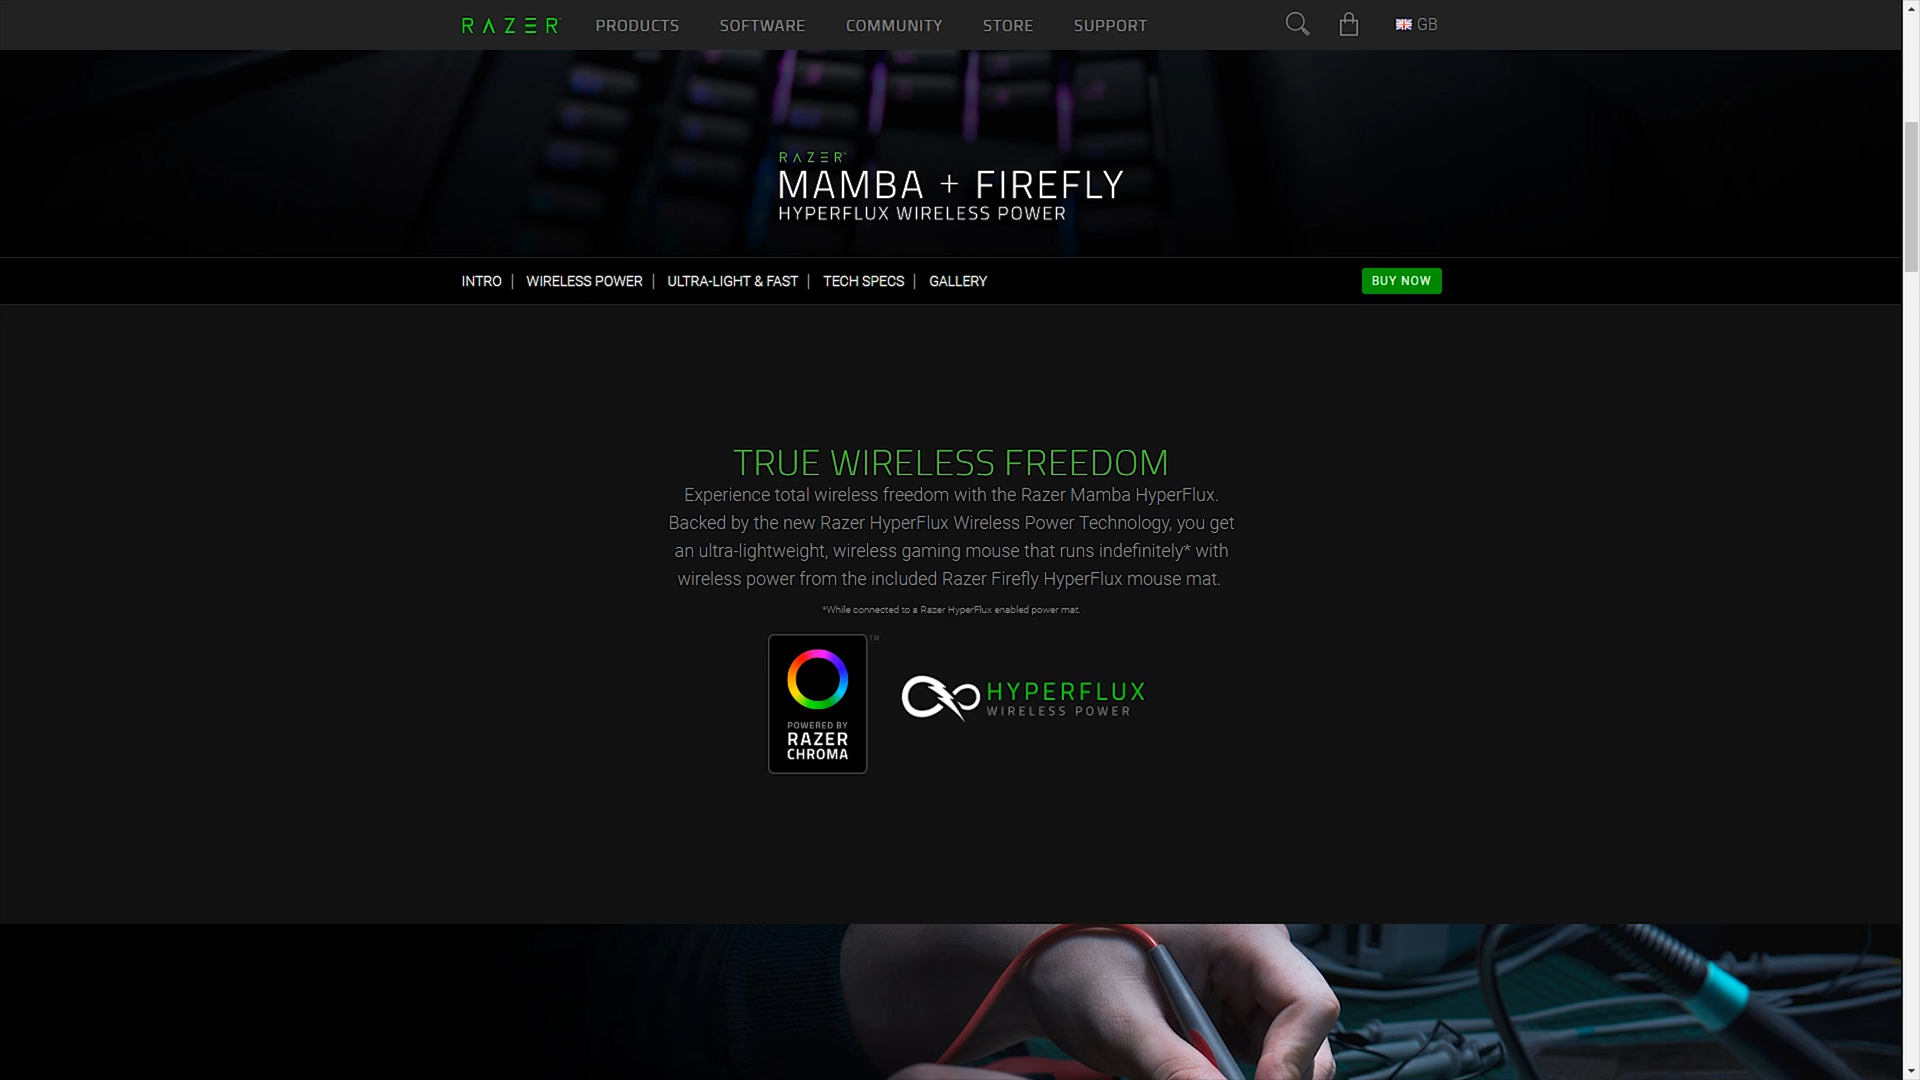 RAZER
PRODUCTS
SOFTWARE
COMMUNITY
STORE
SUPPORT
GB
RAZER™
MAMBA + FIREFLY
HYPERFLUX WIRELESS POWER
INTRO |
WIRELESS POWER |
ULTRA-LIGHT & FAST |
TECH SPECS |
GALLERY
BUY NOW
TRUE WIRELESS FREEDOM
Experience total wireless freedom with the Razer Mamba HyperFlux.
Backed by the new Razer HyperFlux Wireless Power Technology, you get
an ultra-lightweight, wireless gaming mouse that runs indefinitely* with
wireless power from the included Razer Firefly HyperFlux mouse mat.
*While connected to a Razer HyperFlux enabled power mat.
TM
POWERED BY
RAZER
CHROMA
HYPERFLUX
WIRELESS POWER